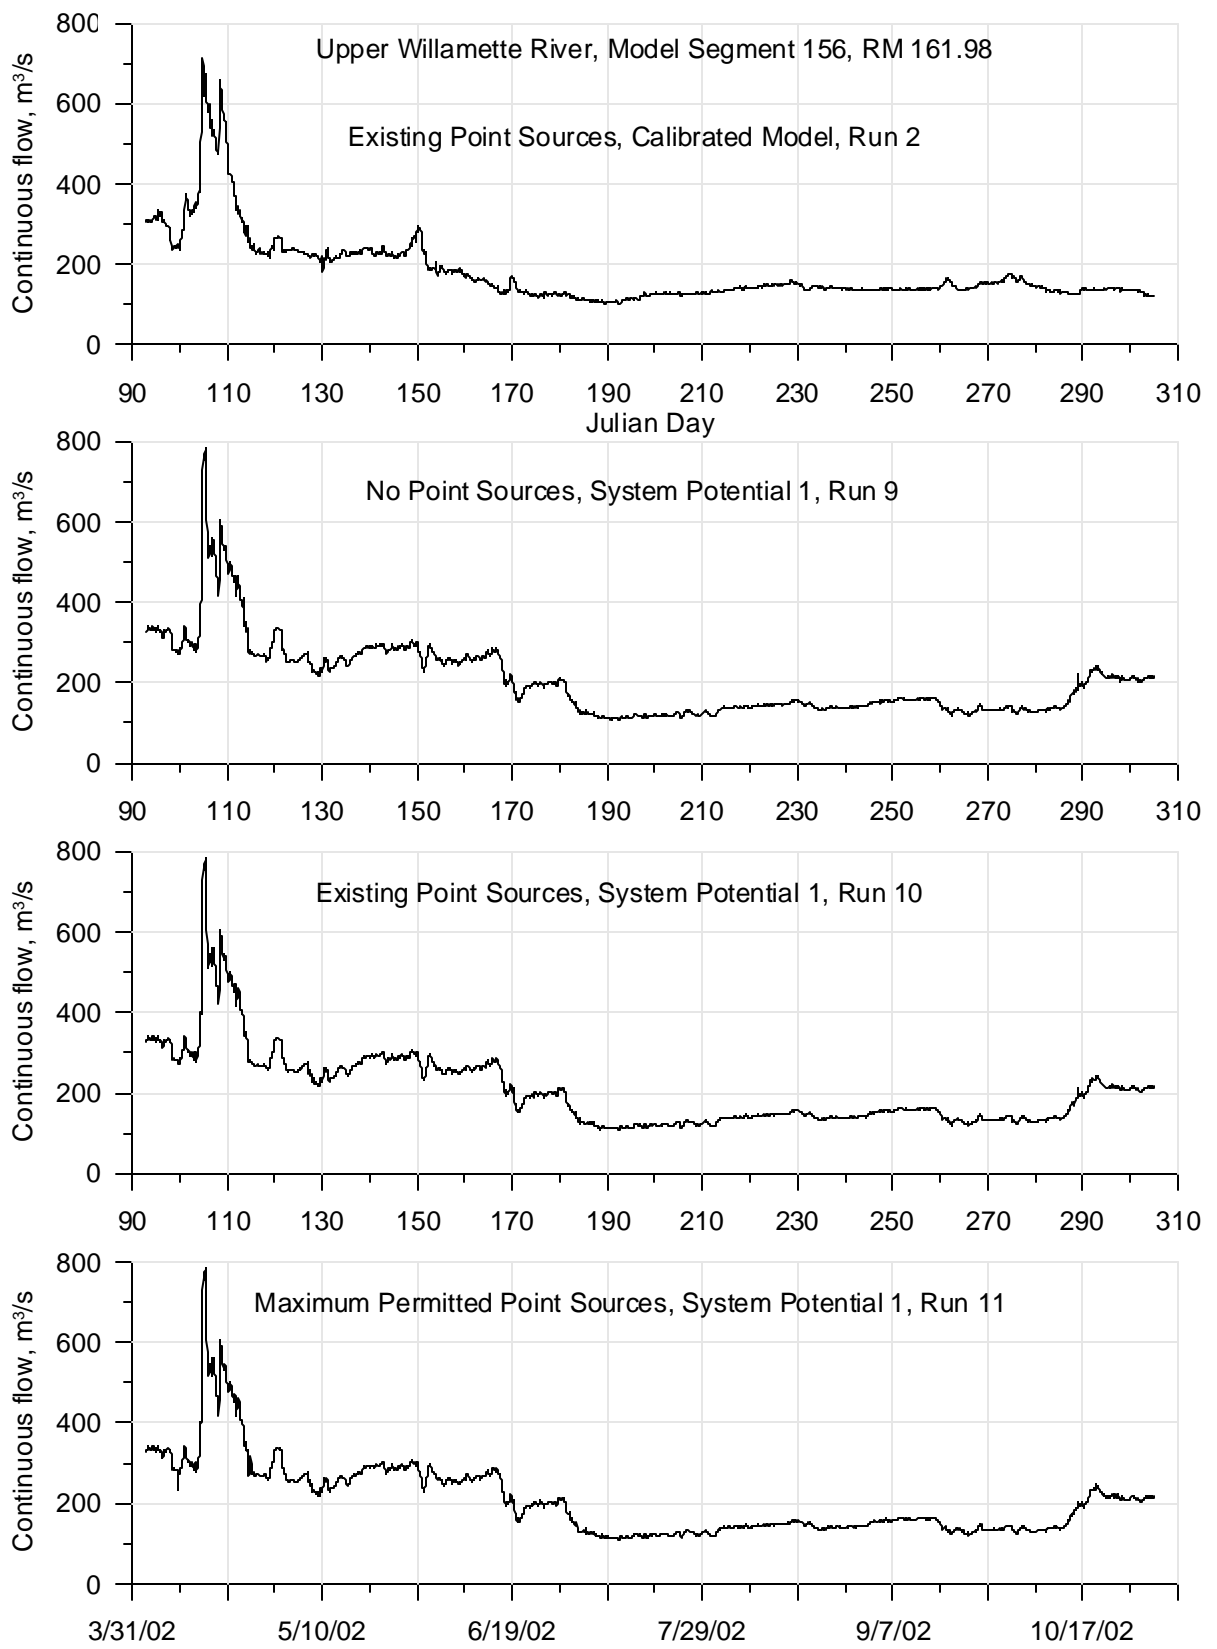 800
Upper Willamette River, Model Segment 156, RM 161.98
600
Existing Point Sources, Calibrated Model, Run 2
400
200
0
Continuous flow, m³/s
90 110 130 150 170 190 210 230 250 270 290 310
Julian Day
800
No Point Sources, System Potential 1, Run 9
600
400
200
0
Continuous flow, m³/s
90 110 130 150 170 190 210 230 250 270 290 310
800
Existing Point Sources, System Potential 1, Run 10
600
400
200
0
Continuous flow, m³/s
90 110 130 150 170 190 210 230 250 270 290 310
800
Maximum Permitted Point Sources, System Potential 1, Run 11
600
400
200
0
Continuous flow, m³/s
3/31/02 5/10/02 6/19/02 7/29/02 9/7/02 10/17/02